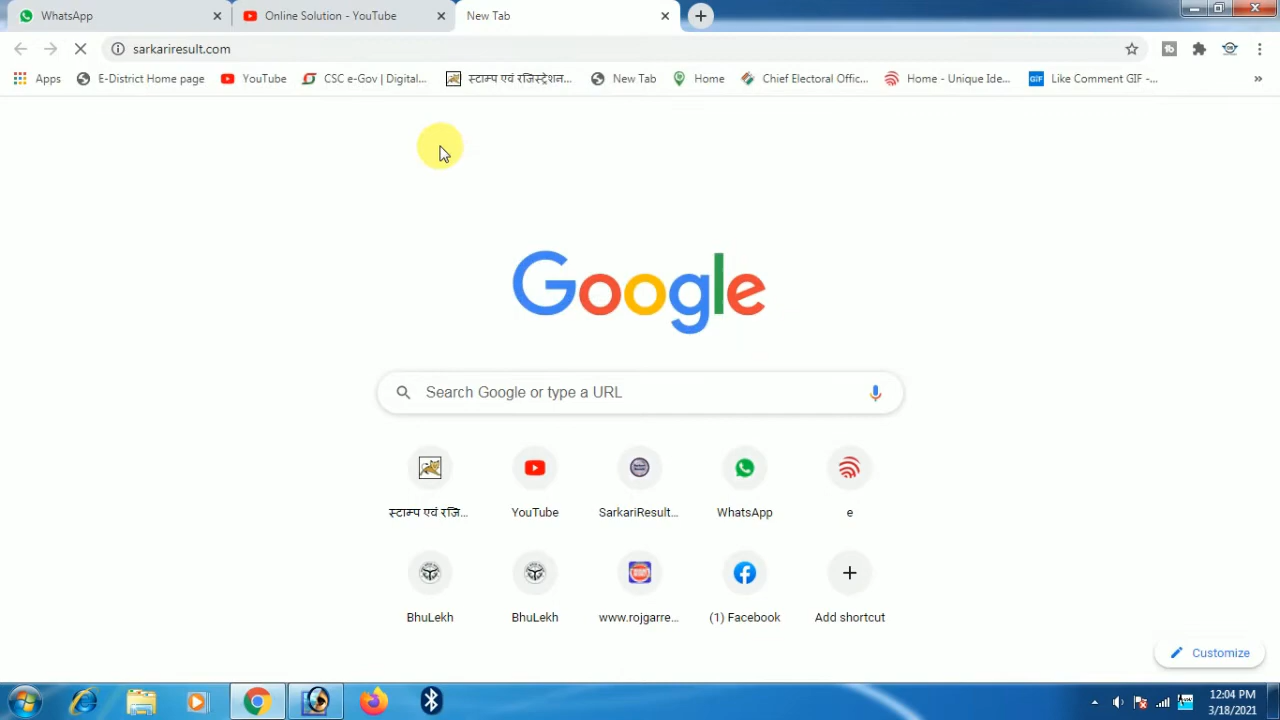 WhatsApp
Online Solution - YouTube
New Tab
sarkariresult.com
Apps
E-District Home page
YouTube
CSC e-Gov | Digital...
स्टाम्प एवं रजिस्ट्रेशन...
New Tab
Home
Chief Electoral Offic...
Home - Unique Ide...
GIF
Like Comment GIF -...
»
Google
Search Google or type a URL
स्टाम्प एवं रजि...
YouTube
SarkariResult...
WhatsApp
e
BhuLekh
BhuLekh
www.rojgarre...
(1) Facebook
Add shortcut
Customize
12:04 PM
3/18/2021